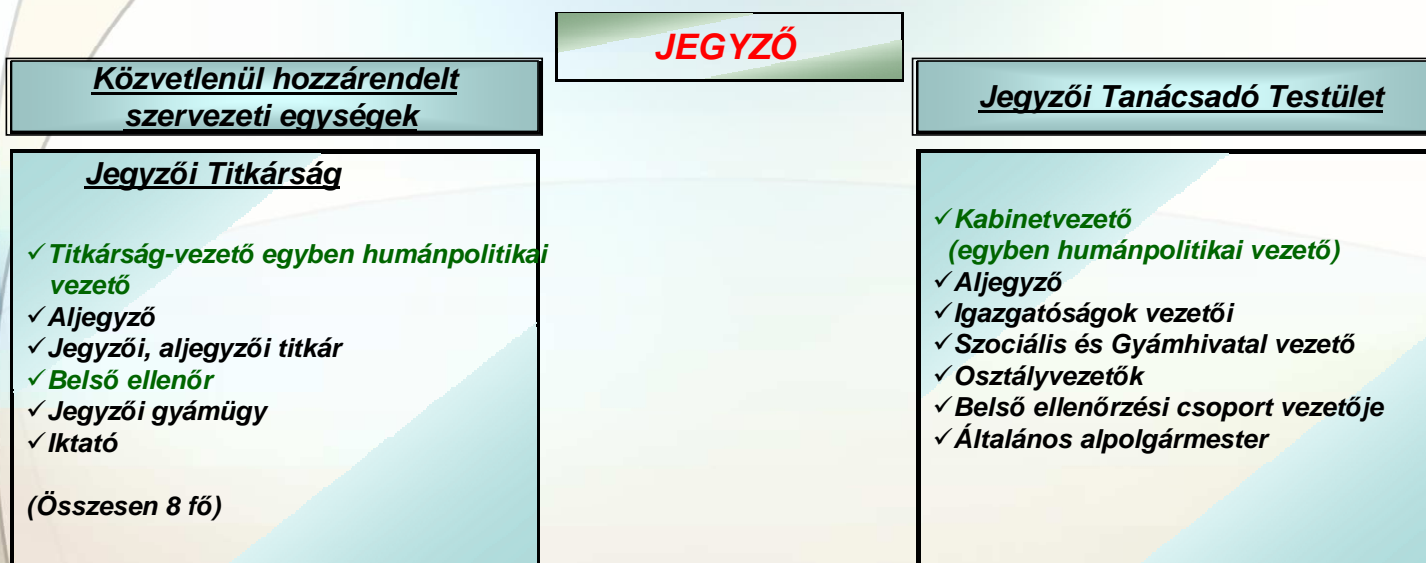 JEGYZŐ
Közvetlenül hozzárendelt
szervezeti egységek
Jegyzői Titkárság
✓Titkárság-vezető egyben humánpolitikai
vezető
✓Aljegyző
✓Jegyzői, aljegyzői titkár
✓Belső ellenőr
✓Jegyzői gyámügy
✓Iktató
(Összesen 8 fő)
Jegyzői Tanácsadó Testület
✓Kabinetvezető
(egyben humánpolitikai vezető)
✓Aljegyző
✓Igazgatóságok vezetői
✓Szociális és Gyámhivatal vezető
✓Osztályvezetők
✓Belső ellenőrzési csoport vezetője
✓Általános alpolgármester